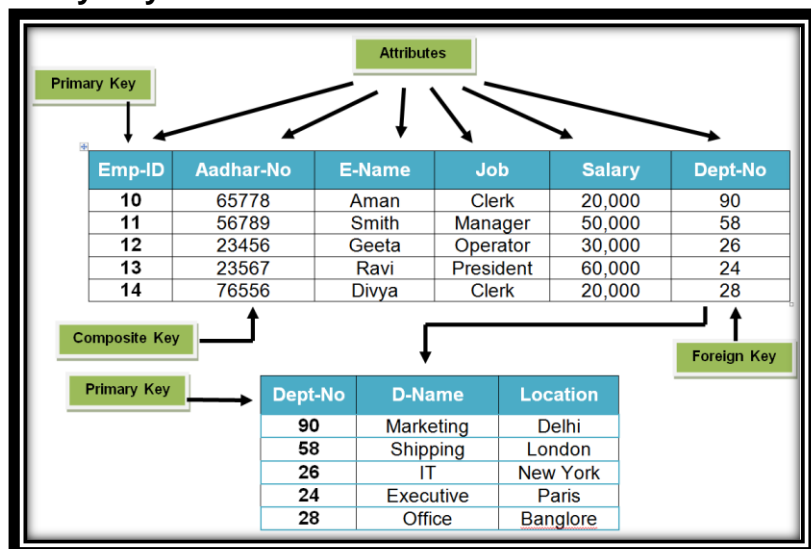 Attributes
Primary Key
Emp-ID Aadhar-No E-Name Job Salary Dept-No
10 65778 Aman Clerk 20,000 90
11 56789 Smith Manager 50,000 58
12 23456 Geeta Operator 30,000 26
13 23567 Ravi President 60,000 24
14 76556 Divya Clerk 20,000 28
Composite Key
Foreign Key
Primary Key
Dept-No D-Name Location
90 Marketing Delhi
58 Shipping London
26 IT New York
24 Executive Paris
28 Office Banglore